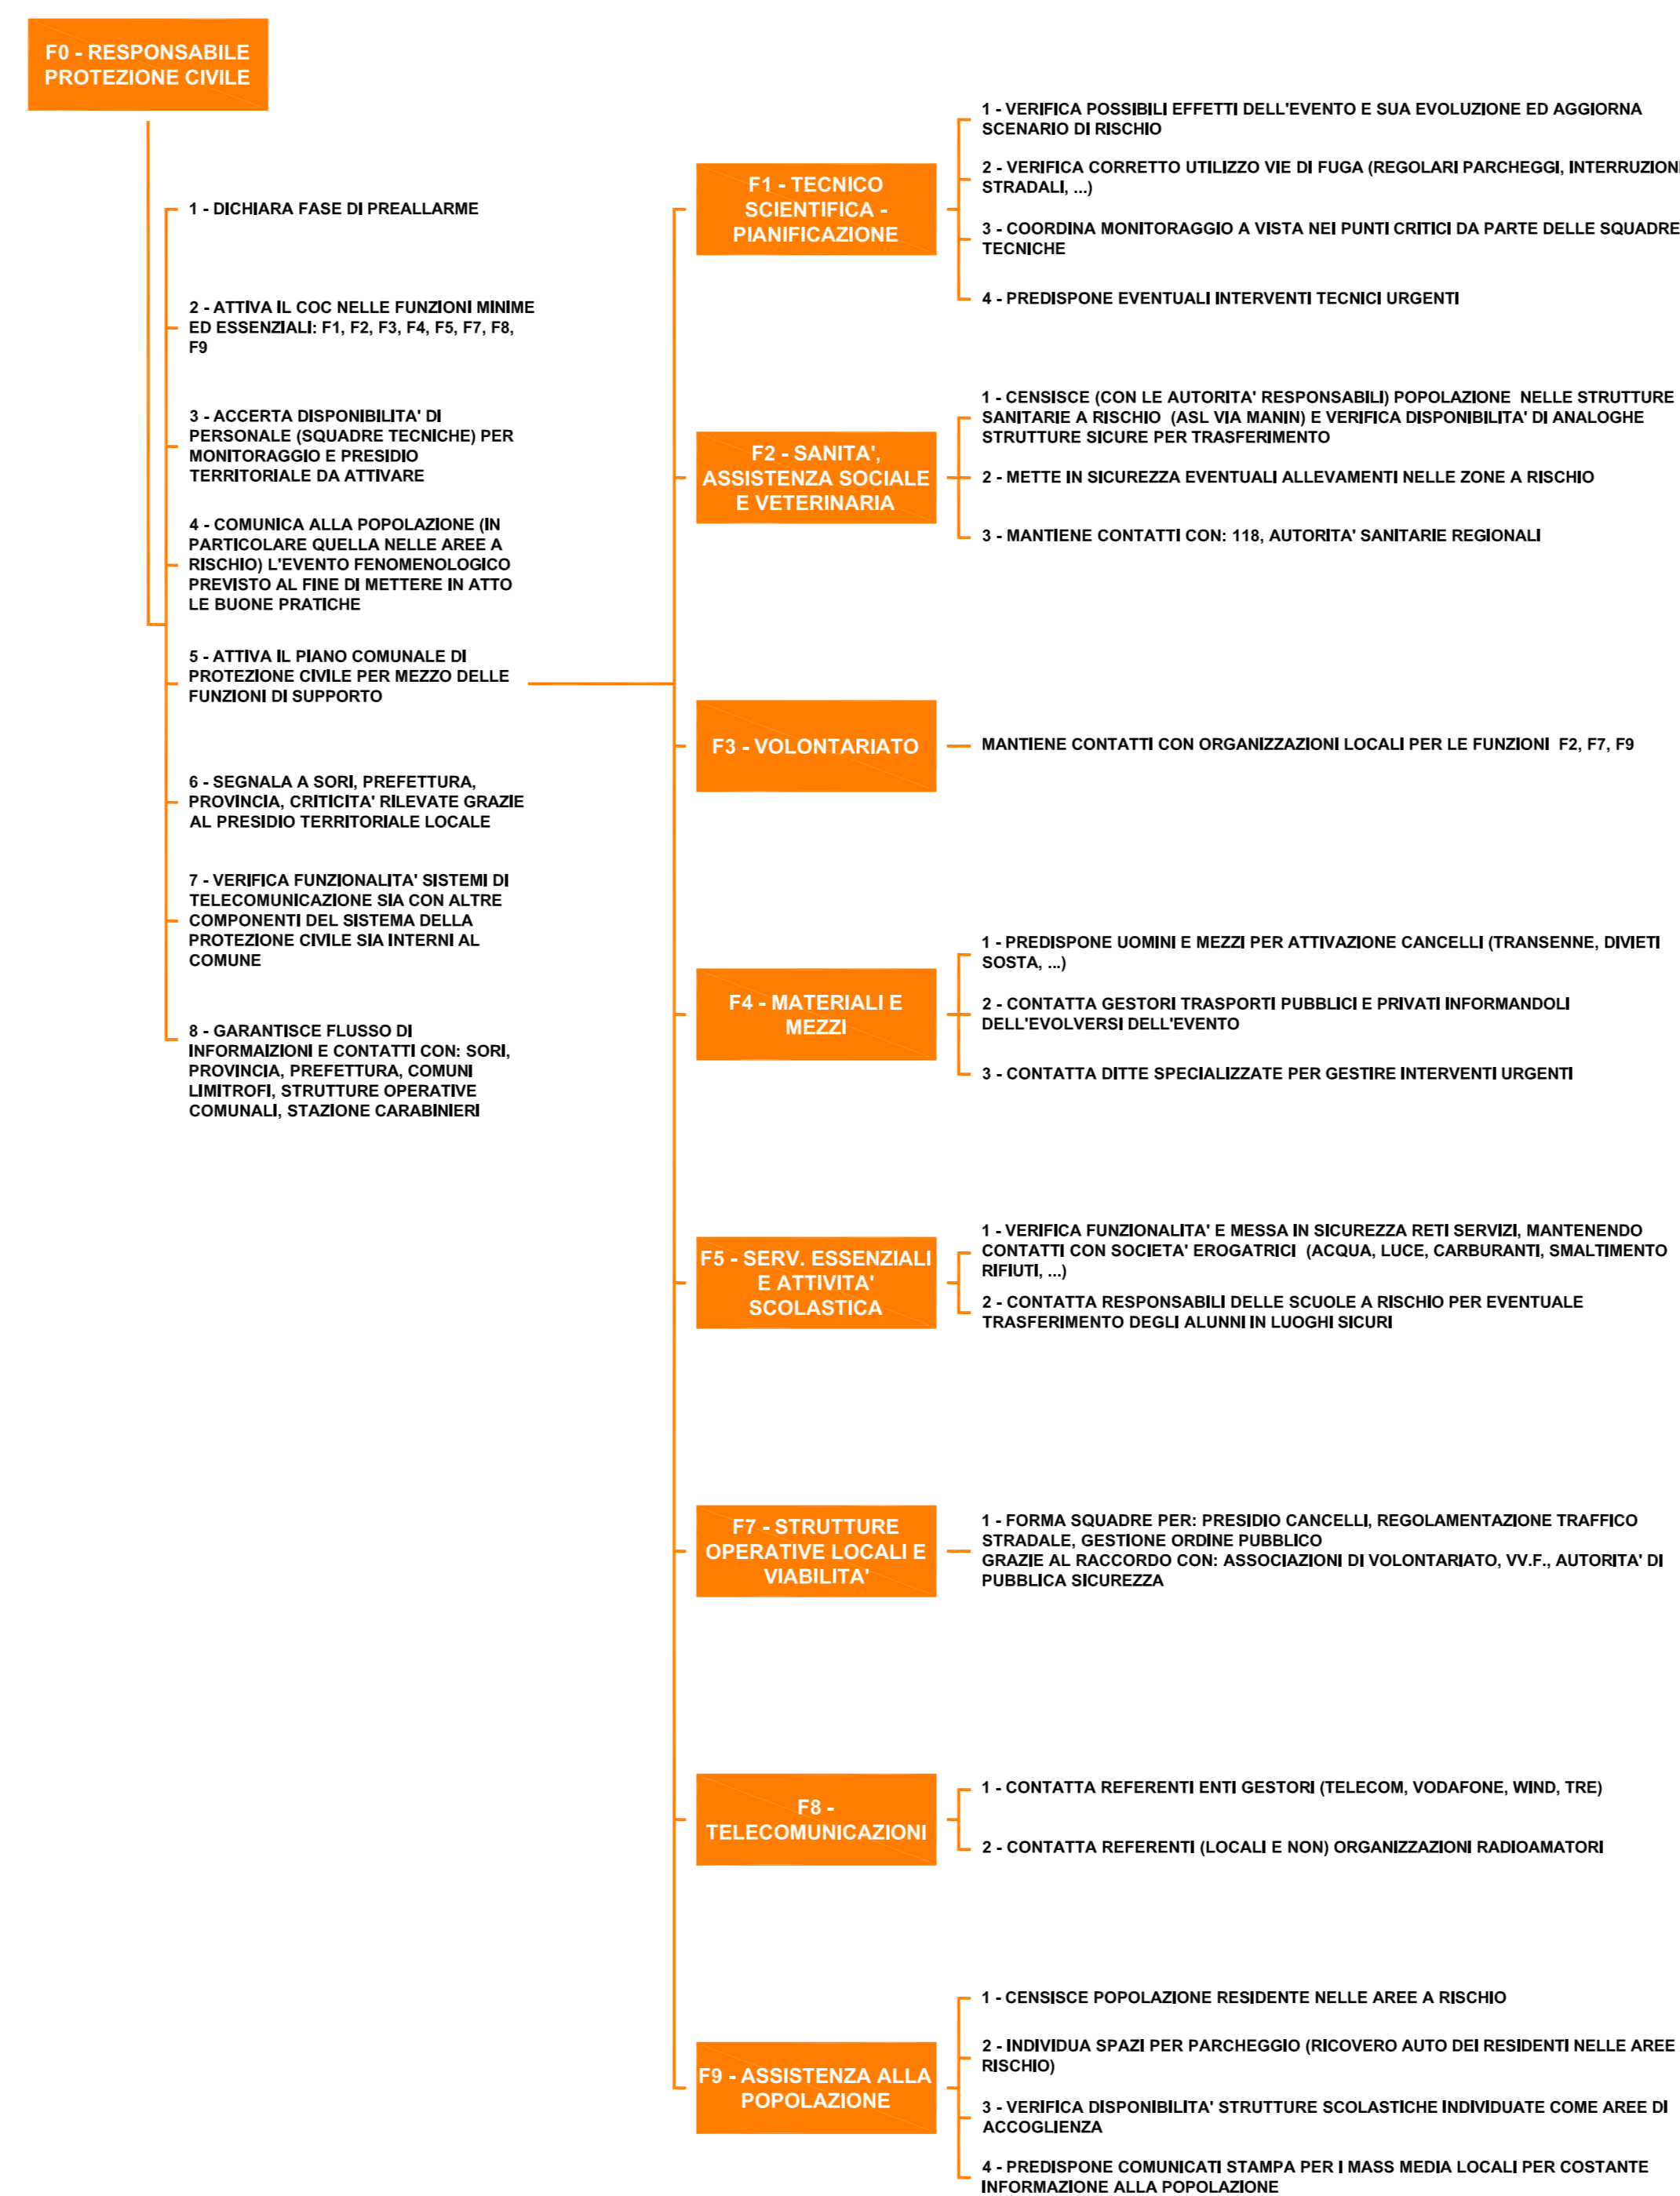 F0 - RESPONSABILE
PROTEZIONE CIVILE
1 - DICHIARA FASE DI PREALLARME
2 - ATTIVA IL COC NELLE FUNZIONI MINIME
ED ESSENZIALI: F1, F2, F3, F4, F5, F7, F8,
F9
3 - ACCERTA DISPONIBILITA' DI
PERSONALE (SQUADRE TECNICHE) PER
MONITORAGGIO E PRESIDIO
TERRITORIALE DA ATTIVARE
4 - COMUNICA ALLA POPOLAZIONE (IN
PARTICOLARE QUELLA NELLE AREE A
RISCHIO) L'EVENTO FENOMENOLOGICO
PREVISTO AL FINE DI METTERE IN ATTO
LE BUONE PRATICHE
5 - ATTIVA IL PIANO COMUNALE DI
PROTEZIONE CIVILE PER MEZZO DELLE
FUNZIONI DI SUPPORTO
6 - SEGNALA A SORI, PREFETTURA,
PROVINCIA, CRITICITA' RILEVATE GRAZIE
AL PRESIDIO TERRITORIALE LOCALE
7 - VERIFICA FUNZIONALITA' SISTEMI DI
TELECOMUNICAZIONE SIA CON ALTRE
COMPONENTI DEL SISTEMA DELLA
PROTEZIONE CIVILE SIA INTERNI AL
COMUNE
8 - GARANTISCE FLUSSO DI
INFORMAIZIONI E CONTATTI CON: SORI,
PROVINCIA, PREFETTURA, COMUNI
LIMITROFI, STRUTTURE OPERATIVE
COMUNALI, STAZIONE CARABINIERI
F1 - TECNICO
SCIENTIFICA -
PIANIFICAZIONE
1 - VERIFICA POSSIBILI EFFETTI DELL'EVENTO E SUA EVOLUZIONE ED AGGIORNA
SCENARIO DI RISCHIO
2 - VERIFICA CORRETTO UTILIZZO VIE DI FUGA (REGOLARI PARCHEGGI, INTERRUZIONI
STRADALI, ...)
3 - COORDINA MONITORAGGIO A VISTA NEI PUNTI CRITICI DA PARTE DELLE SQUADRE
TECNICHE
4 - PREDISPONE EVENTUALI INTERVENTI TECNICI URGENTI
F2 - SANITA',
ASSISTENZA SOCIALE
E VETERINARIA
1 - CENSISCE (CON LE AUTORITA' RESPONSABILI) POPOLAZIONE NELLE STRUTTURE
SANITARIE A RISCHIO (ASL VIA MANIN) E VERIFICA DISPONIBILITA' DI ANALOGHE
STRUTTURE SICURE PER TRASFERIMENTO
2 - METTE IN SICUREZZA EVENTUALI ALLEVAMENTI NELLE ZONE A RISCHIO
3 - MANTIENE CONTATTI CON: 118, AUTORITA' SANITARIE REGIONALI
F3 - VOLONTARIATO
MANTIENE CONTATTI CON ORGANIZZAZIONI LOCALI PER LE FUNZIONI F2, F7, F9
F4 - MATERIALI E
MEZZI
1 - PREDISPONE UOMINI E MEZZI PER ATTIVAZIONE CANCELLI (TRANSENNE, DIVIETI
SOSTA, ...)
2 - CONTATTA GESTORI TRASPORTI PUBBLICI E PRIVATI INFORMANDOLI
DELL'EVOLVERSI DELL'EVENTO
3 - CONTATTA DITTE SPECIALIZZATE PER GESTIRE INTERVENTI URGENTI
F5 - SERV. ESSENZIALI
E ATTIVITA'
SCOLASTICA
1 - VERIFICA FUNZIONALITA' E MESSA IN SICUREZZA RETI SERVIZI, MANTENENDO
CONTATTI CON SOCIETA' EROGATRICI (ACQUA, LUCE, CARBURANTI, SMALTIMENTO
RIFIUTI, ...)
2 - CONTATTA RESPONSABILI DELLE SCUOLE A RISCHIO PER EVENTUALE
TRASFERIMENTO DEGLI ALUNNI IN LUOGHI SICURI
F7 - STRUTTURE
OPERATIVE LOCALI E
VIABILITA'
1 - FORMA SQUADRE PER: PRESIDIO CANCELLI, REGOLAMENTAZIONE TRAFFICO
STRADALE, GESTIONE ORDINE PUBBLICO
GRAZIE AL RACCORDO CON: ASSOCIAZIONI DI VOLONTARIATO, VV.F., AUTORITA' DI
PUBBLICA SICUREZZA
F8 -
TELECOMUNICAZIONI
1 - CONTATTA REFERENTI ENTI GESTORI (TELECOM, VODAFONE, WIND, TRE)
2 - CONTATTA REFERENTI (LOCALI E NON) ORGANIZZAZIONI RADIOAMATORI
F9 - ASSISTENZA ALLA
POPOLAZIONE
1 - CENSISCE POPOLAZIONE RESIDENTE NELLE AREE A RISCHIO
2 - INDIVIDUA SPAZI PER PARCHEGGIO (RICOVERO AUTO DEI RESIDENTI NELLE AREE
RISCHIO)
3 - VERIFICA DISPONIBILITA' STRUTTURE SCOLASTICHE INDIVIDUATE COME AREE DI
ACCOGLIENZA
4 - PREDISPONE COMUNICATI STAMPA PER I MASS MEDIA LOCALI PER COSTANTE
INFORMAZIONE ALLA POPOLAZIONE